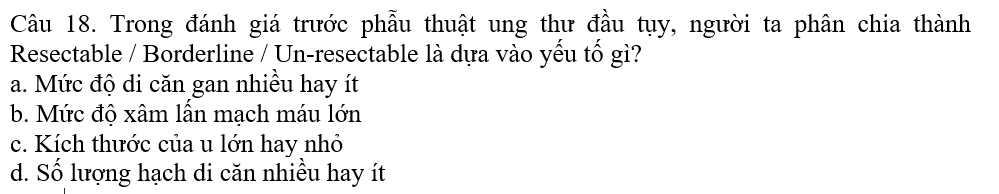 Câu 18. Trong đánh giá trước phẫu thuật ung thư đầu tụy, người ta phân chia thành
Resectable / Borderline / Un-resectable là dựa vào yếu tố gì?
a. Mức độ di căn gan nhiều hay ít
b. Mức độ xâm lấn mạch máu lớn
c. Kích thước của u lớn hay nhỏ
d. Số lượng hạch di căn nhiều hay ít